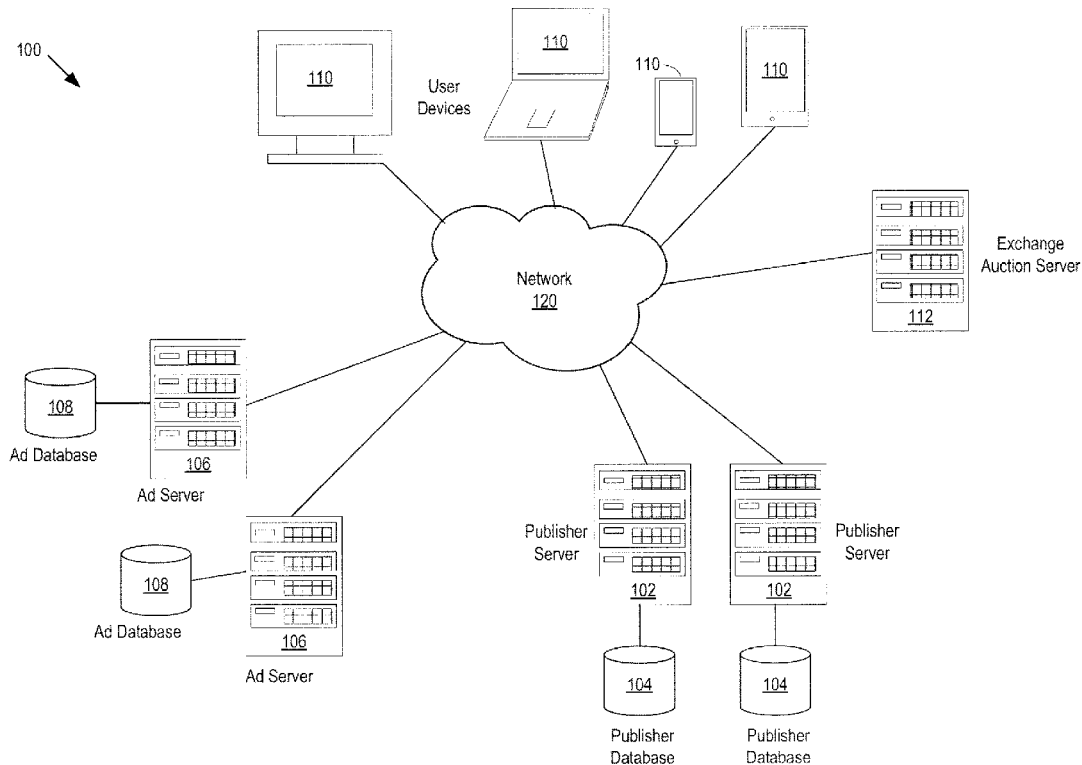 100
110
110
110
110
User
Devices
Network
120
Exchange
Auction Server
112
108
Ad Database
106
Ad Server
108
Ad Database
106
Ad Server
Publisher
Server
102
Publisher
Server
102
104
Publisher
Database
104
Publisher
Database